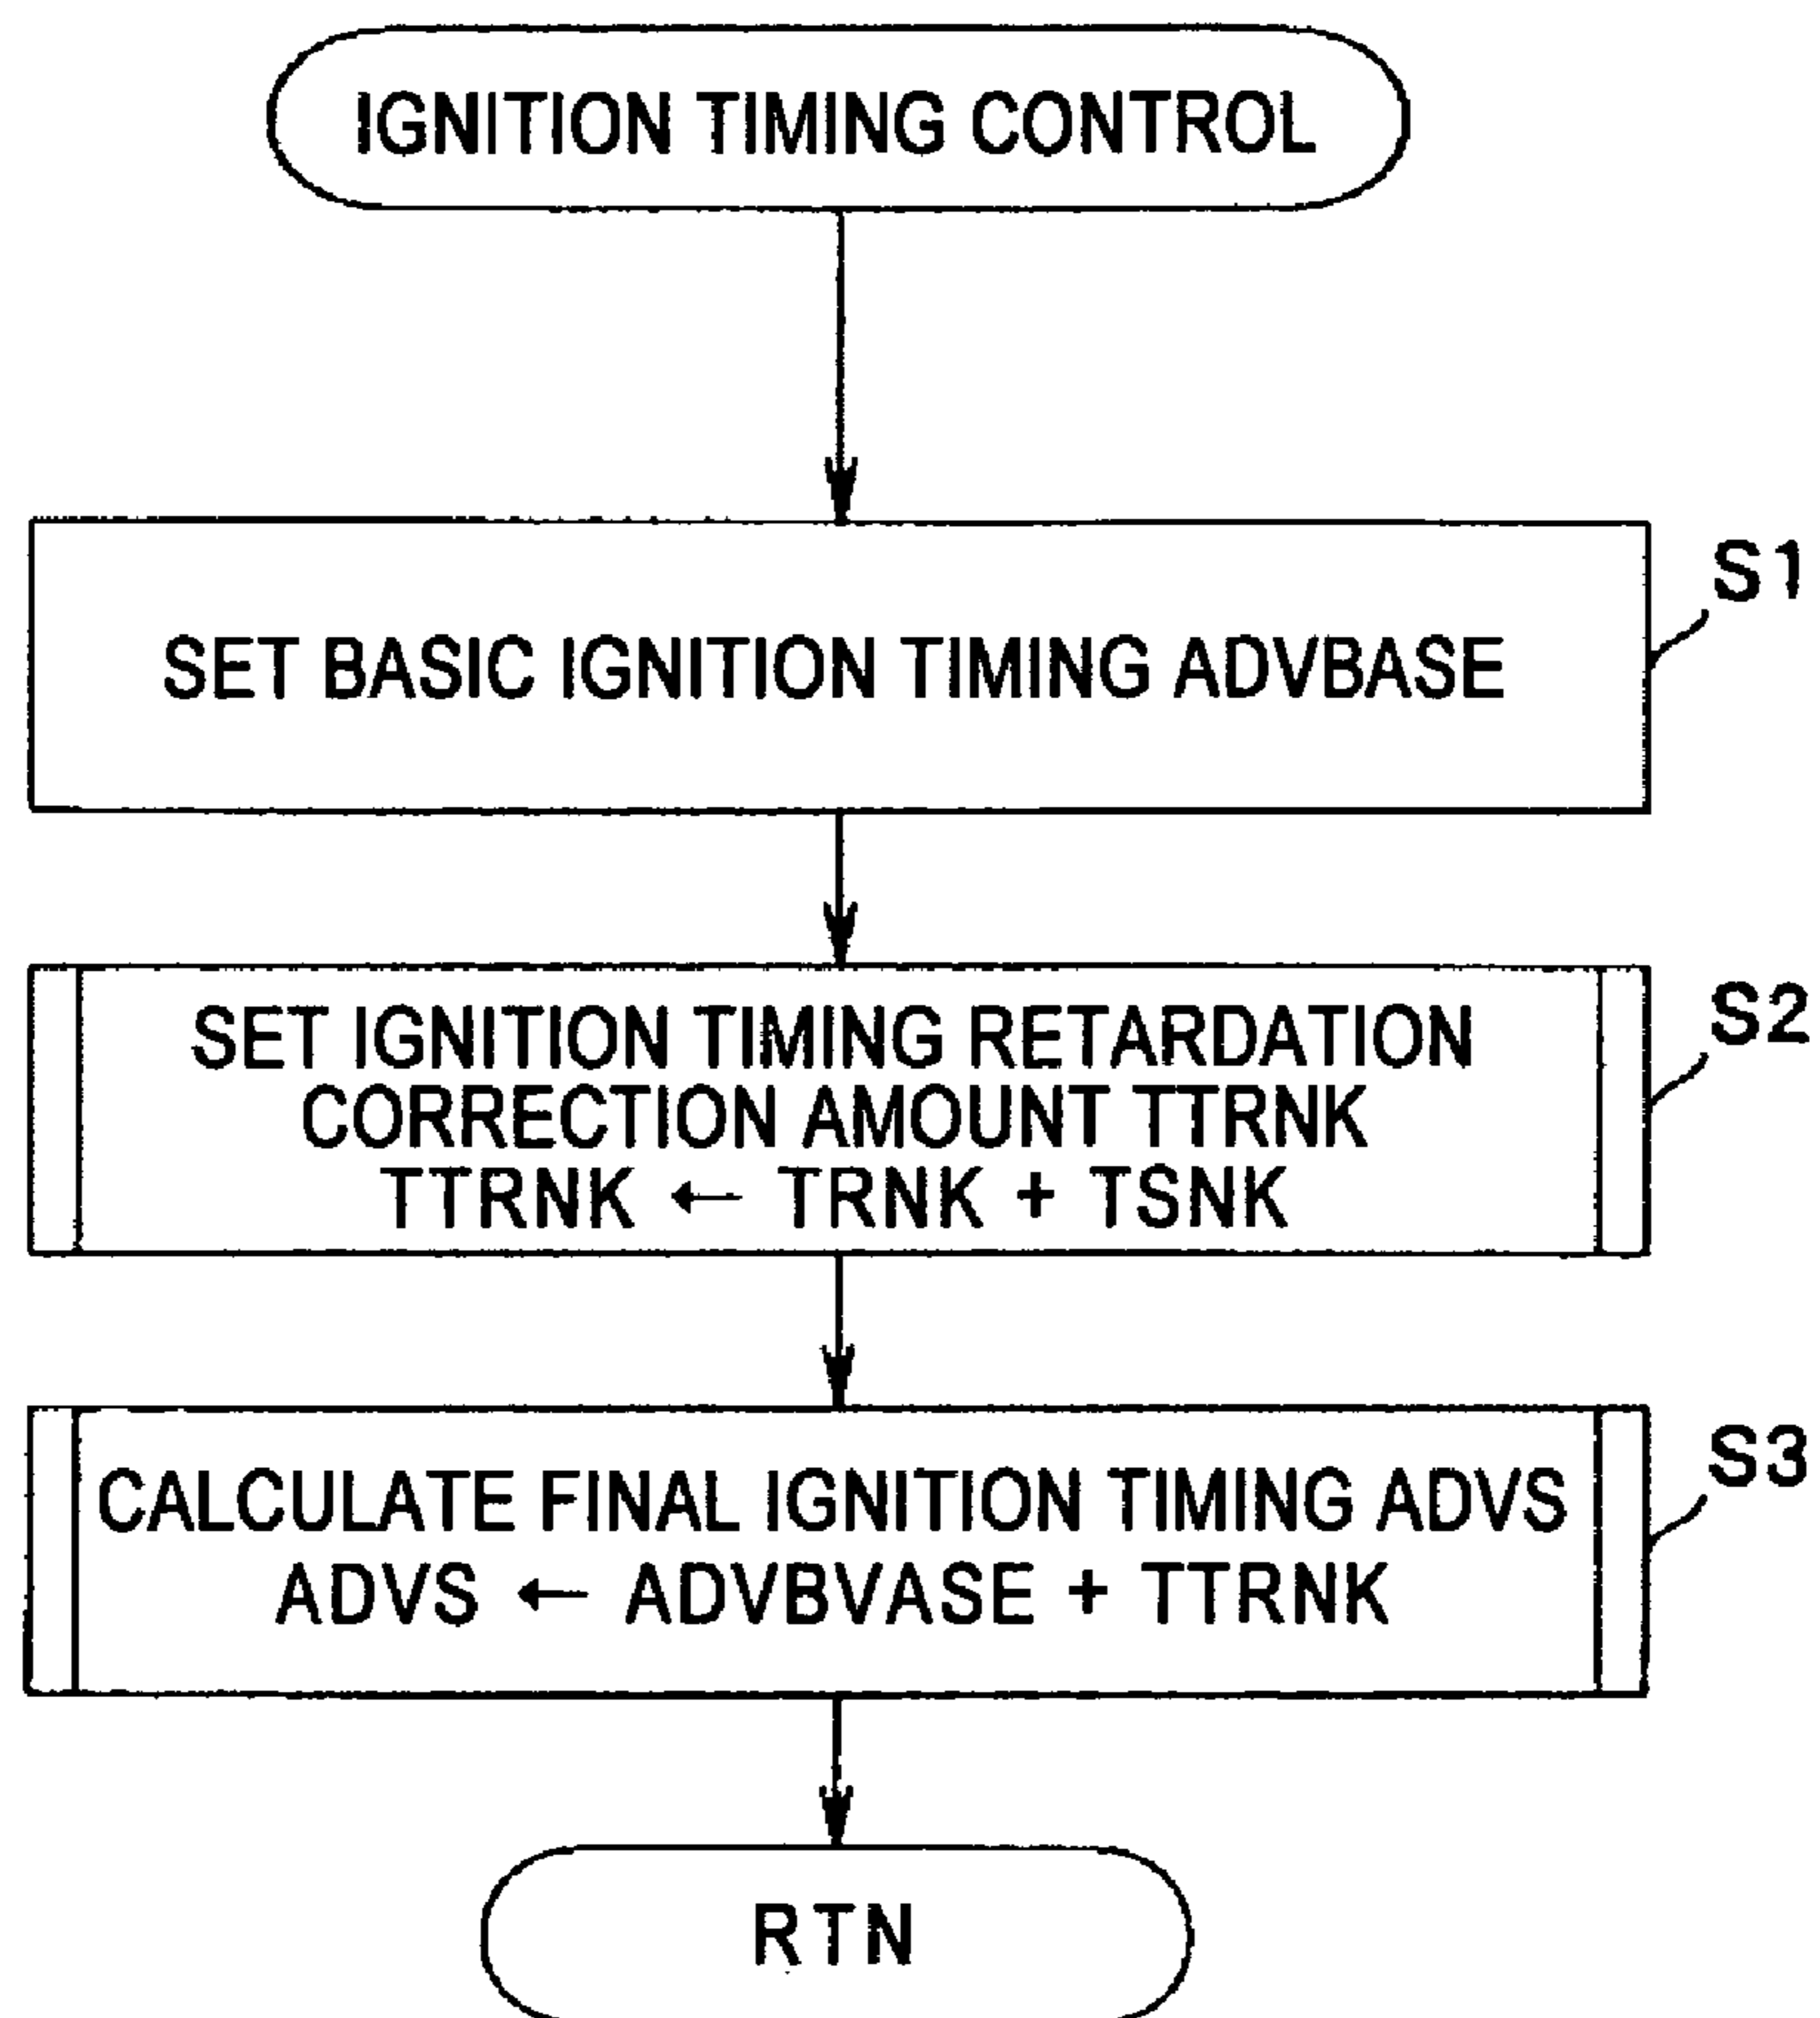 IGNITION TIMING CONTROL
SET BASIC IGNITION TIMING ADVBASE
S1
SET IGNITION TIMING RETARDATION
CORRECTION AMOUNT TTRNK
TTRNK ← TRNK + TSNK
S2
CALCULATE FINAL IGNITION TIMING ADVS
ADVS ← ADVBVASE + TTRNK
S3
RTN